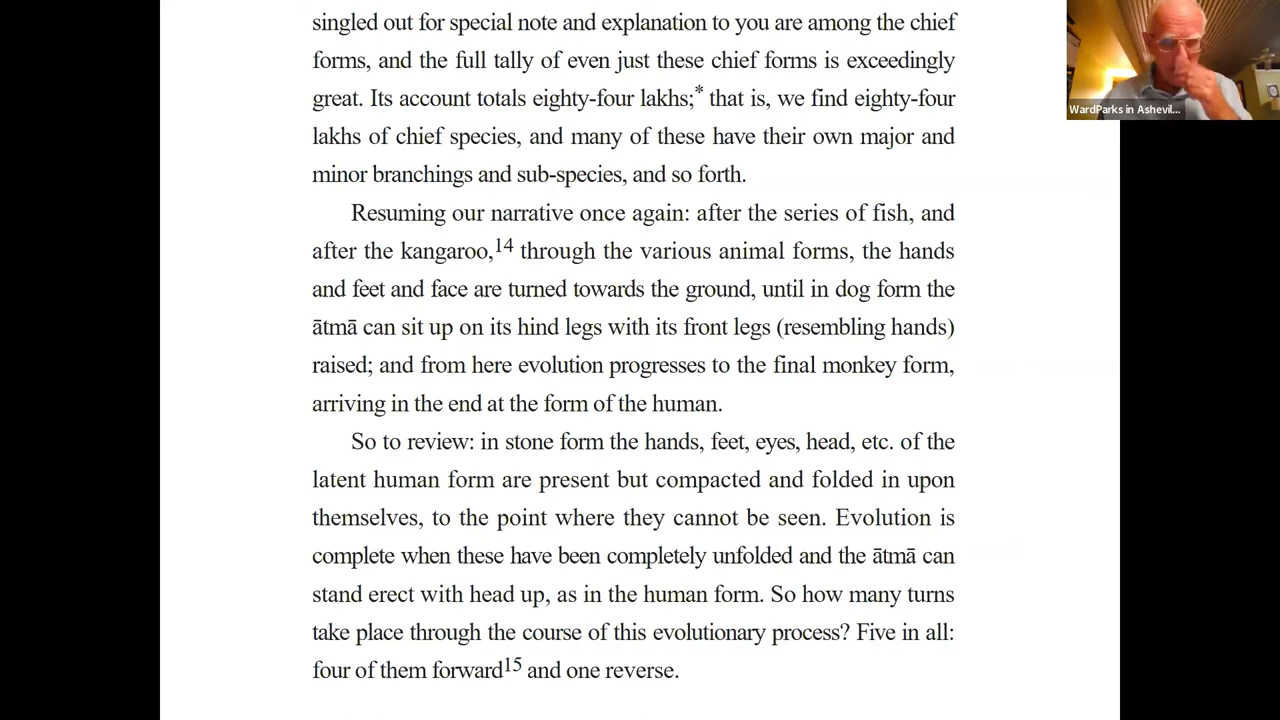 singled out for special note and explanation to you are among the chief
forms, and the full tally of even just these chief forms is exceedingly
great. Its account totals eighty-four lakhs;* that is, we find eighty-four
lakhs of chief species, and many of these have their own major and
minor branchings and sub-species, and so forth.
Resuming our narrative once again: after the series of fish, and
after the kangaroo,14 through the various animal forms, the hands
and feet and face are turned towards the ground, until in dog form the
ātmā can sit up on its hind legs with its front legs (resembling hands)
raised; and from here evolution progresses to the final monkey form,
arriving in the end at the form of the human.
So to review: in stone form the hands, feet, eyes, head, etc. of the
latent human form are present but compacted and folded in upon
themselves, to the point where they cannot be seen. Evolution is
complete when these have been completely unfolded and the ātmā can
stand erect with head up, as in the human form. So how many turns
take place through the course of this evolutionary process? Five in all:
four of them forward15 and one reverse.
WardParks in Ashevil...